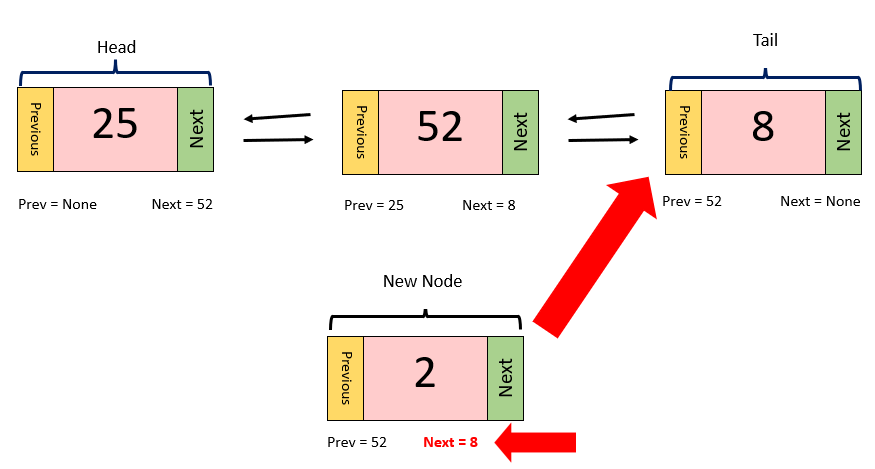 Head
Tail
Previous
25
Next
Previous
52
Next
Previous
8
Next
Prev = None
Next = 52
Prev = 25
Next = 8
Prev = 52
Next = None
New Node
Previous
2
Next
Prev = 52
Next = 8